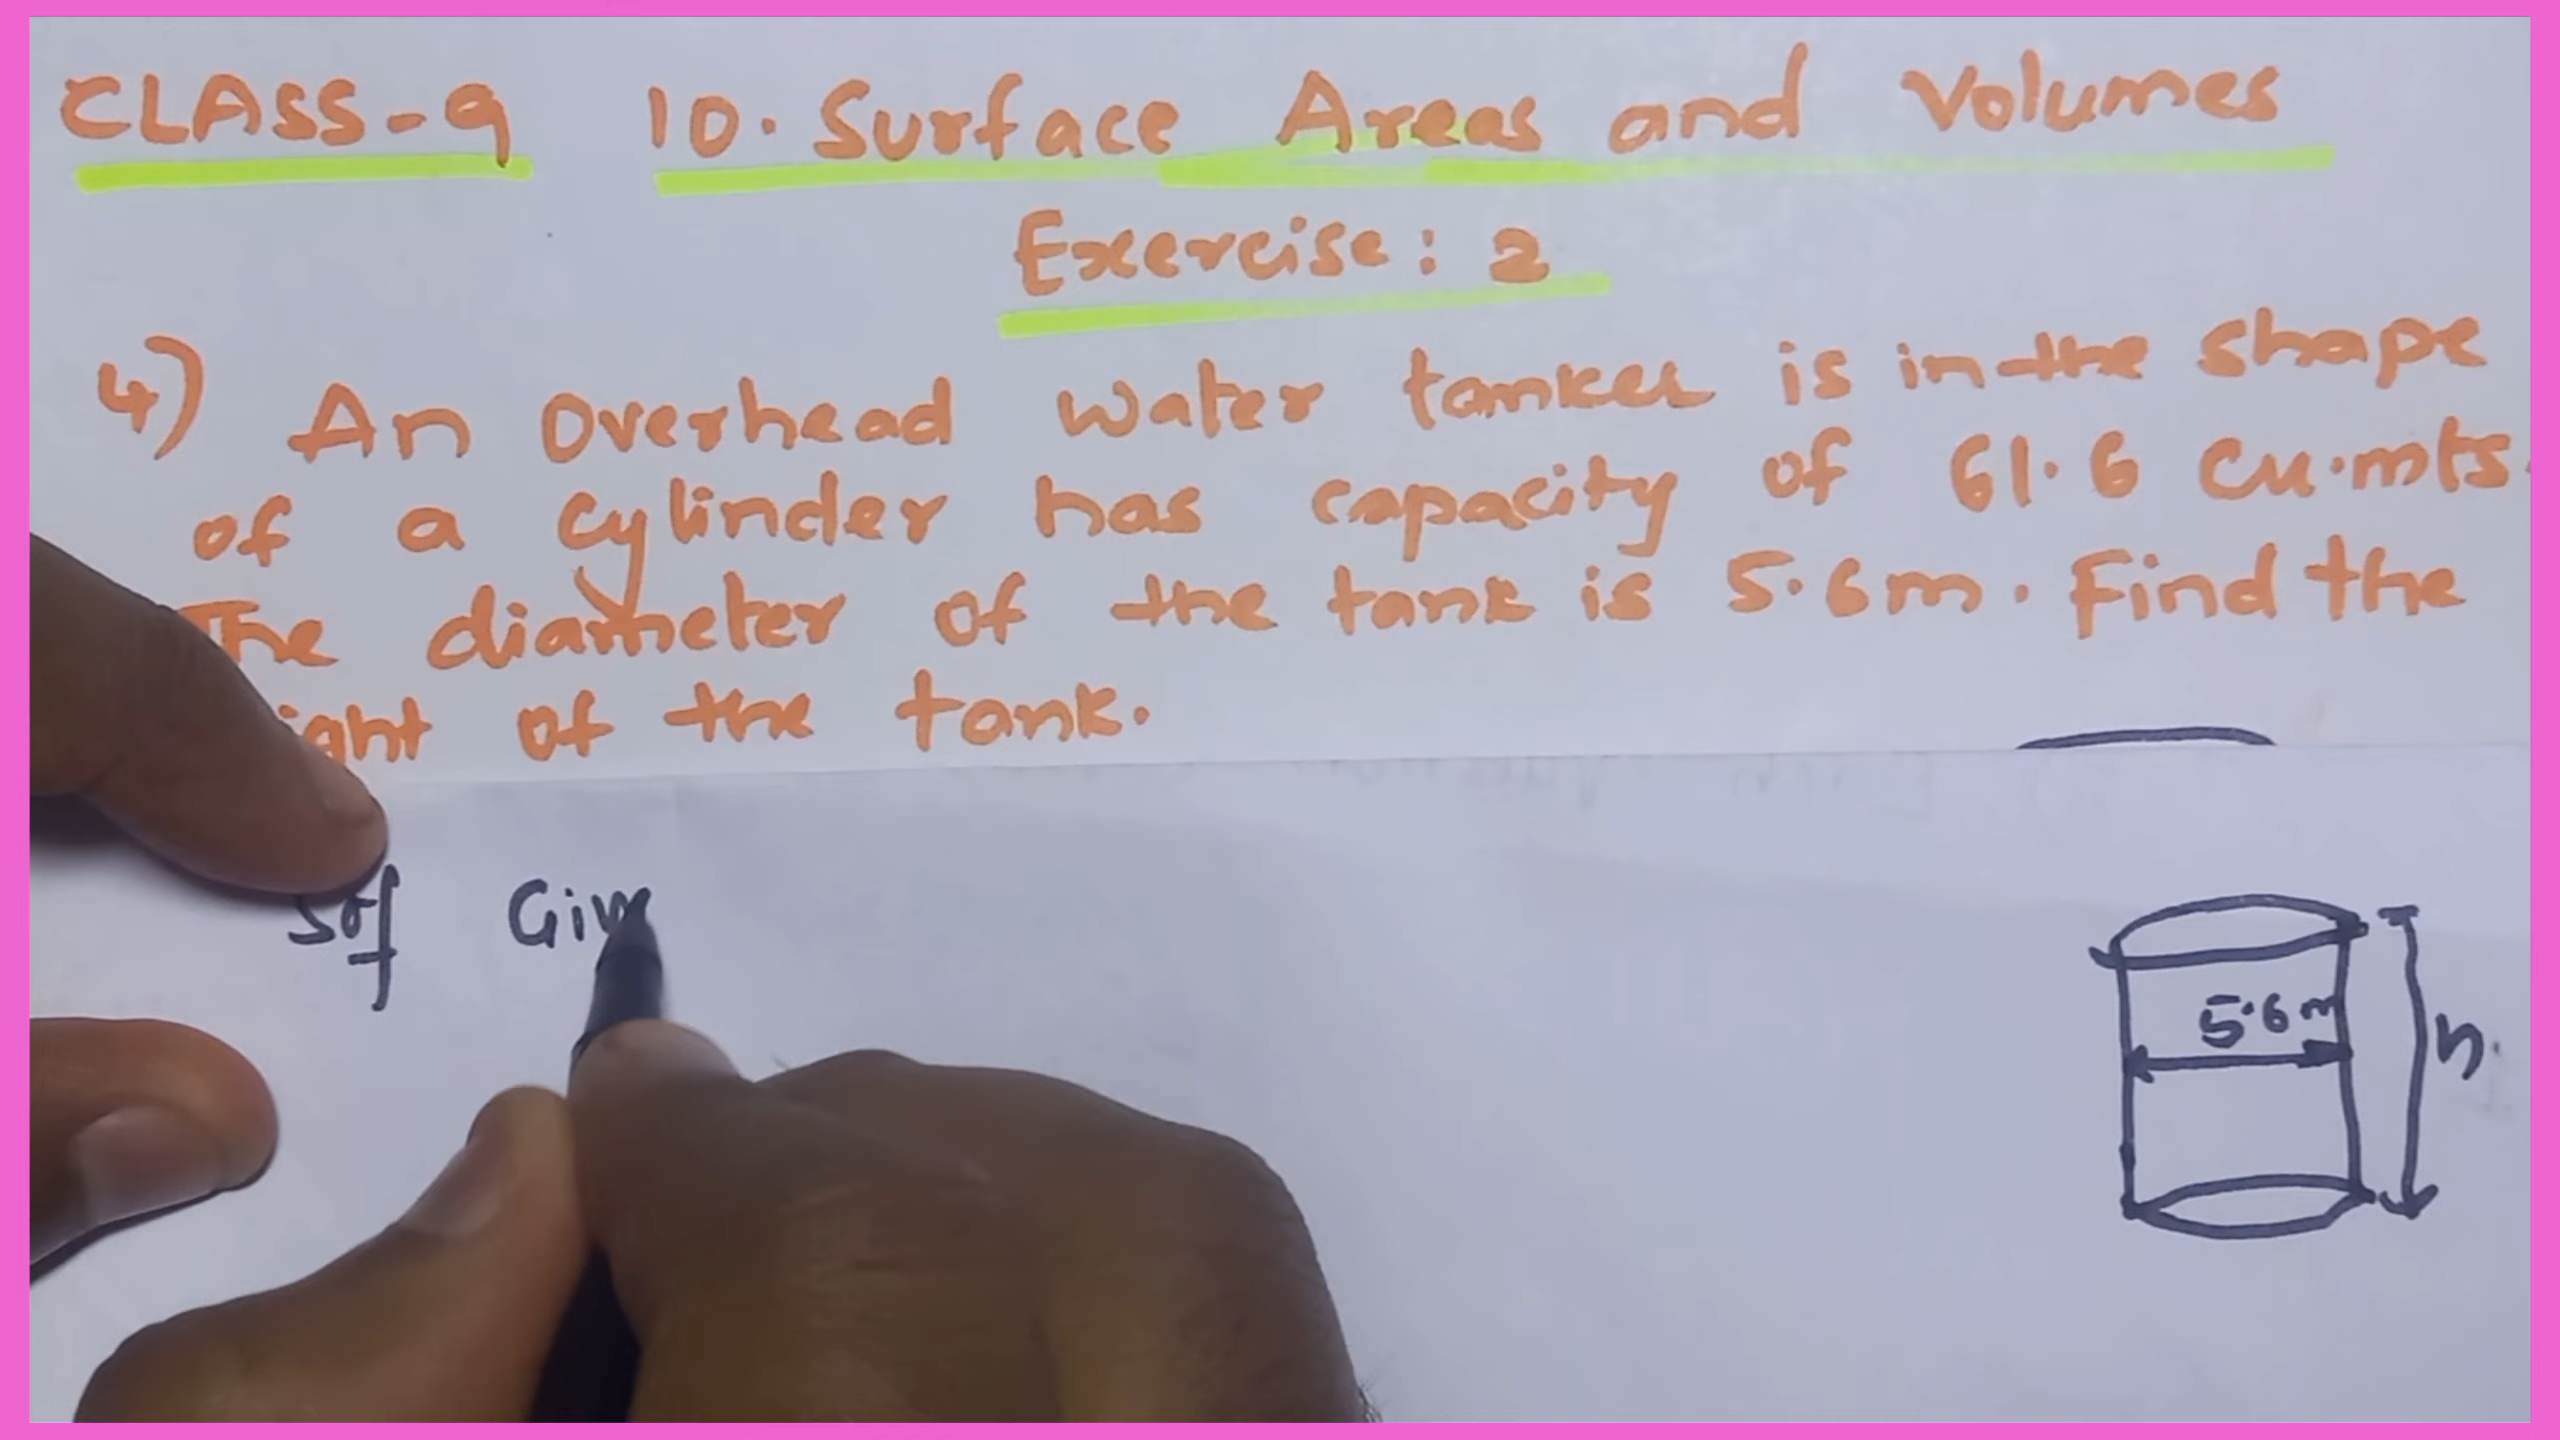 CLASS-9 10. Surface Areas and Volumes
Exercise: 2
4) An overhead water tanker is in the shape
of a cylinder has capacity of 61.6 cu.mts.
The diameter of the tank is 5.6m. Find the
ight of the tank.
Sol Giv
5.6 m
h.